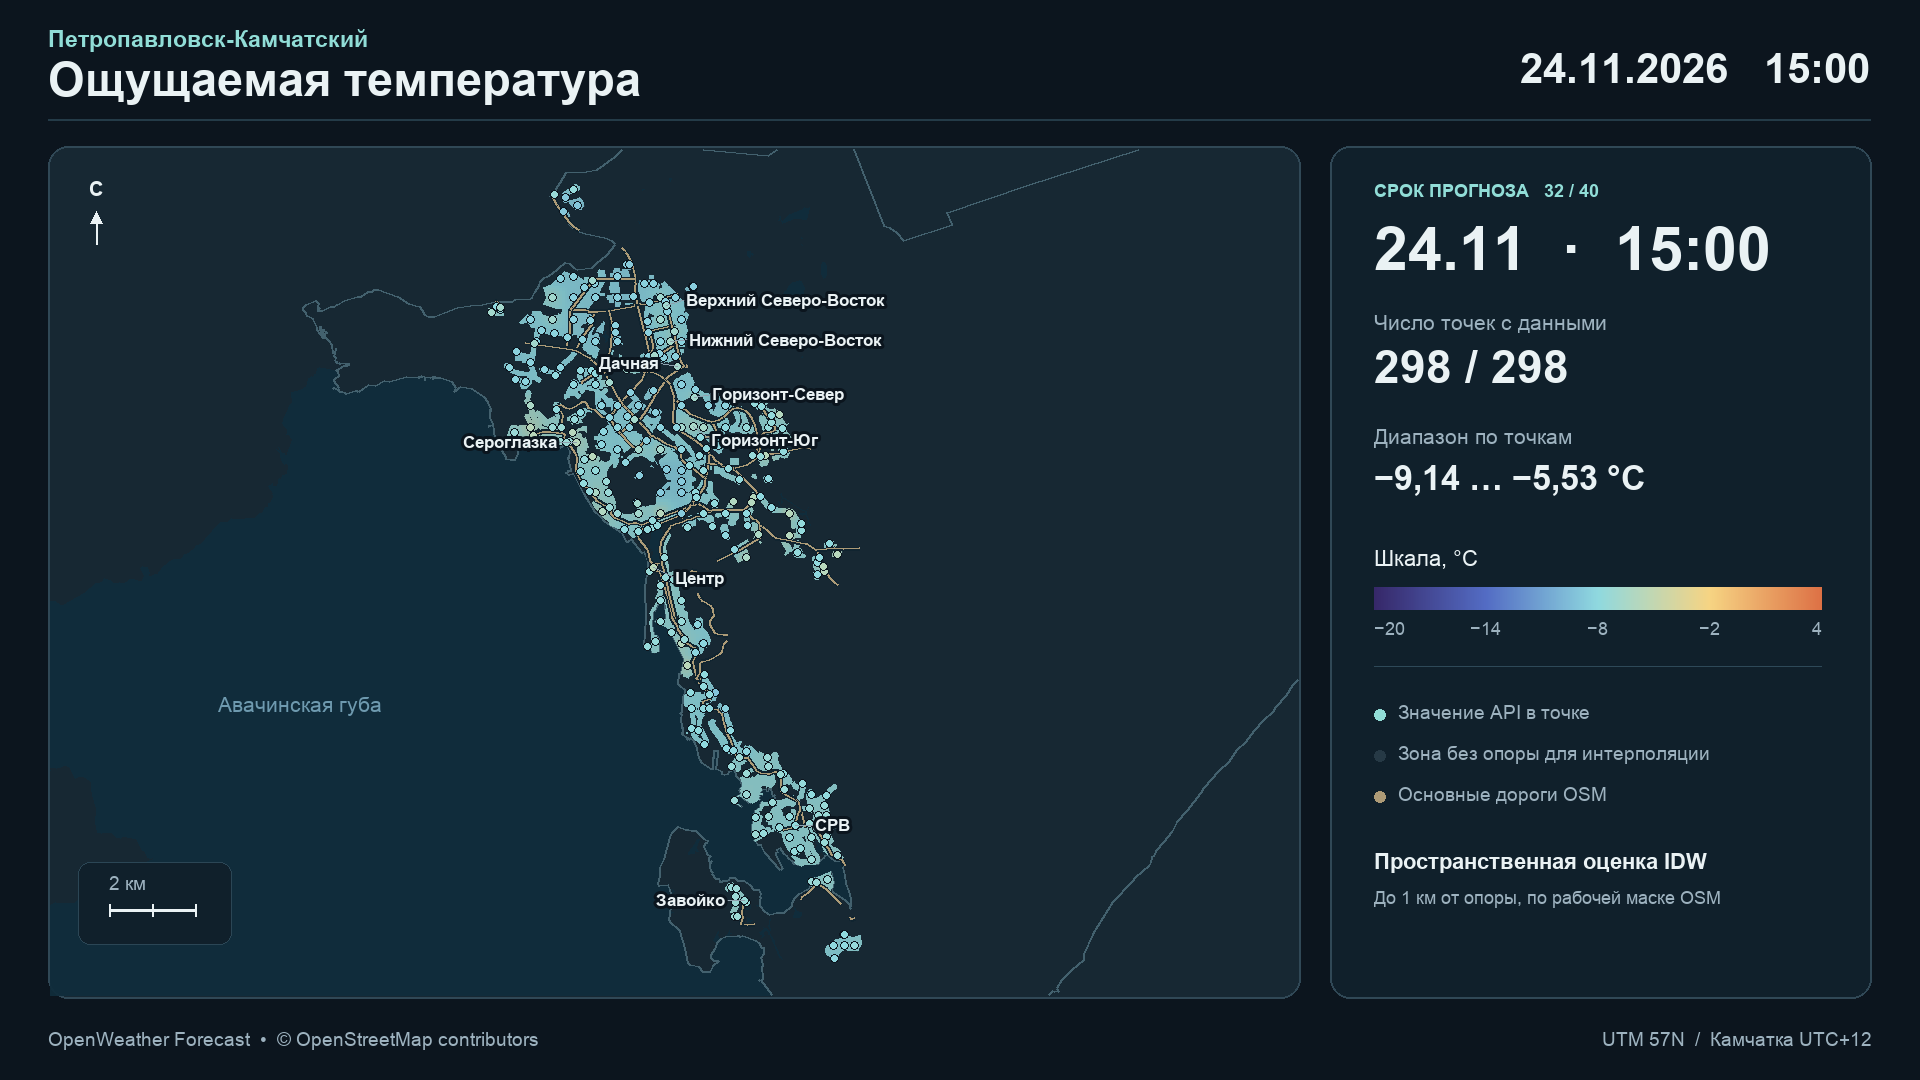 Петропавловск-Камчатский
Ощущаемая температура
24.11.2026 15:00
С
Верхний Северо-Восток
Нижний Северо-Восток
Дачная
Горизонт-Север
Сероглазка
Горизонт-Юг
Центр
Авачинская губа
СРВ
Завойко
2 км
СРОК ПРОГНОЗА 32 / 40
24.11 · 15:00
Число точек с данными
298 / 298
Диапазон по точкам
−9,14 … −5,53 °C
Шкала, °C
−20 −14 −8 −2 4
Значение API в точке
Зона без опоры для интерполяции
Основные дороги OSM
Пространственная оценка IDW
До 1 км от опоры, по рабочей маске OSM
OpenWeather Forecast • © OpenStreetMap contributors
UTM 57N / Камчатка UTC+12